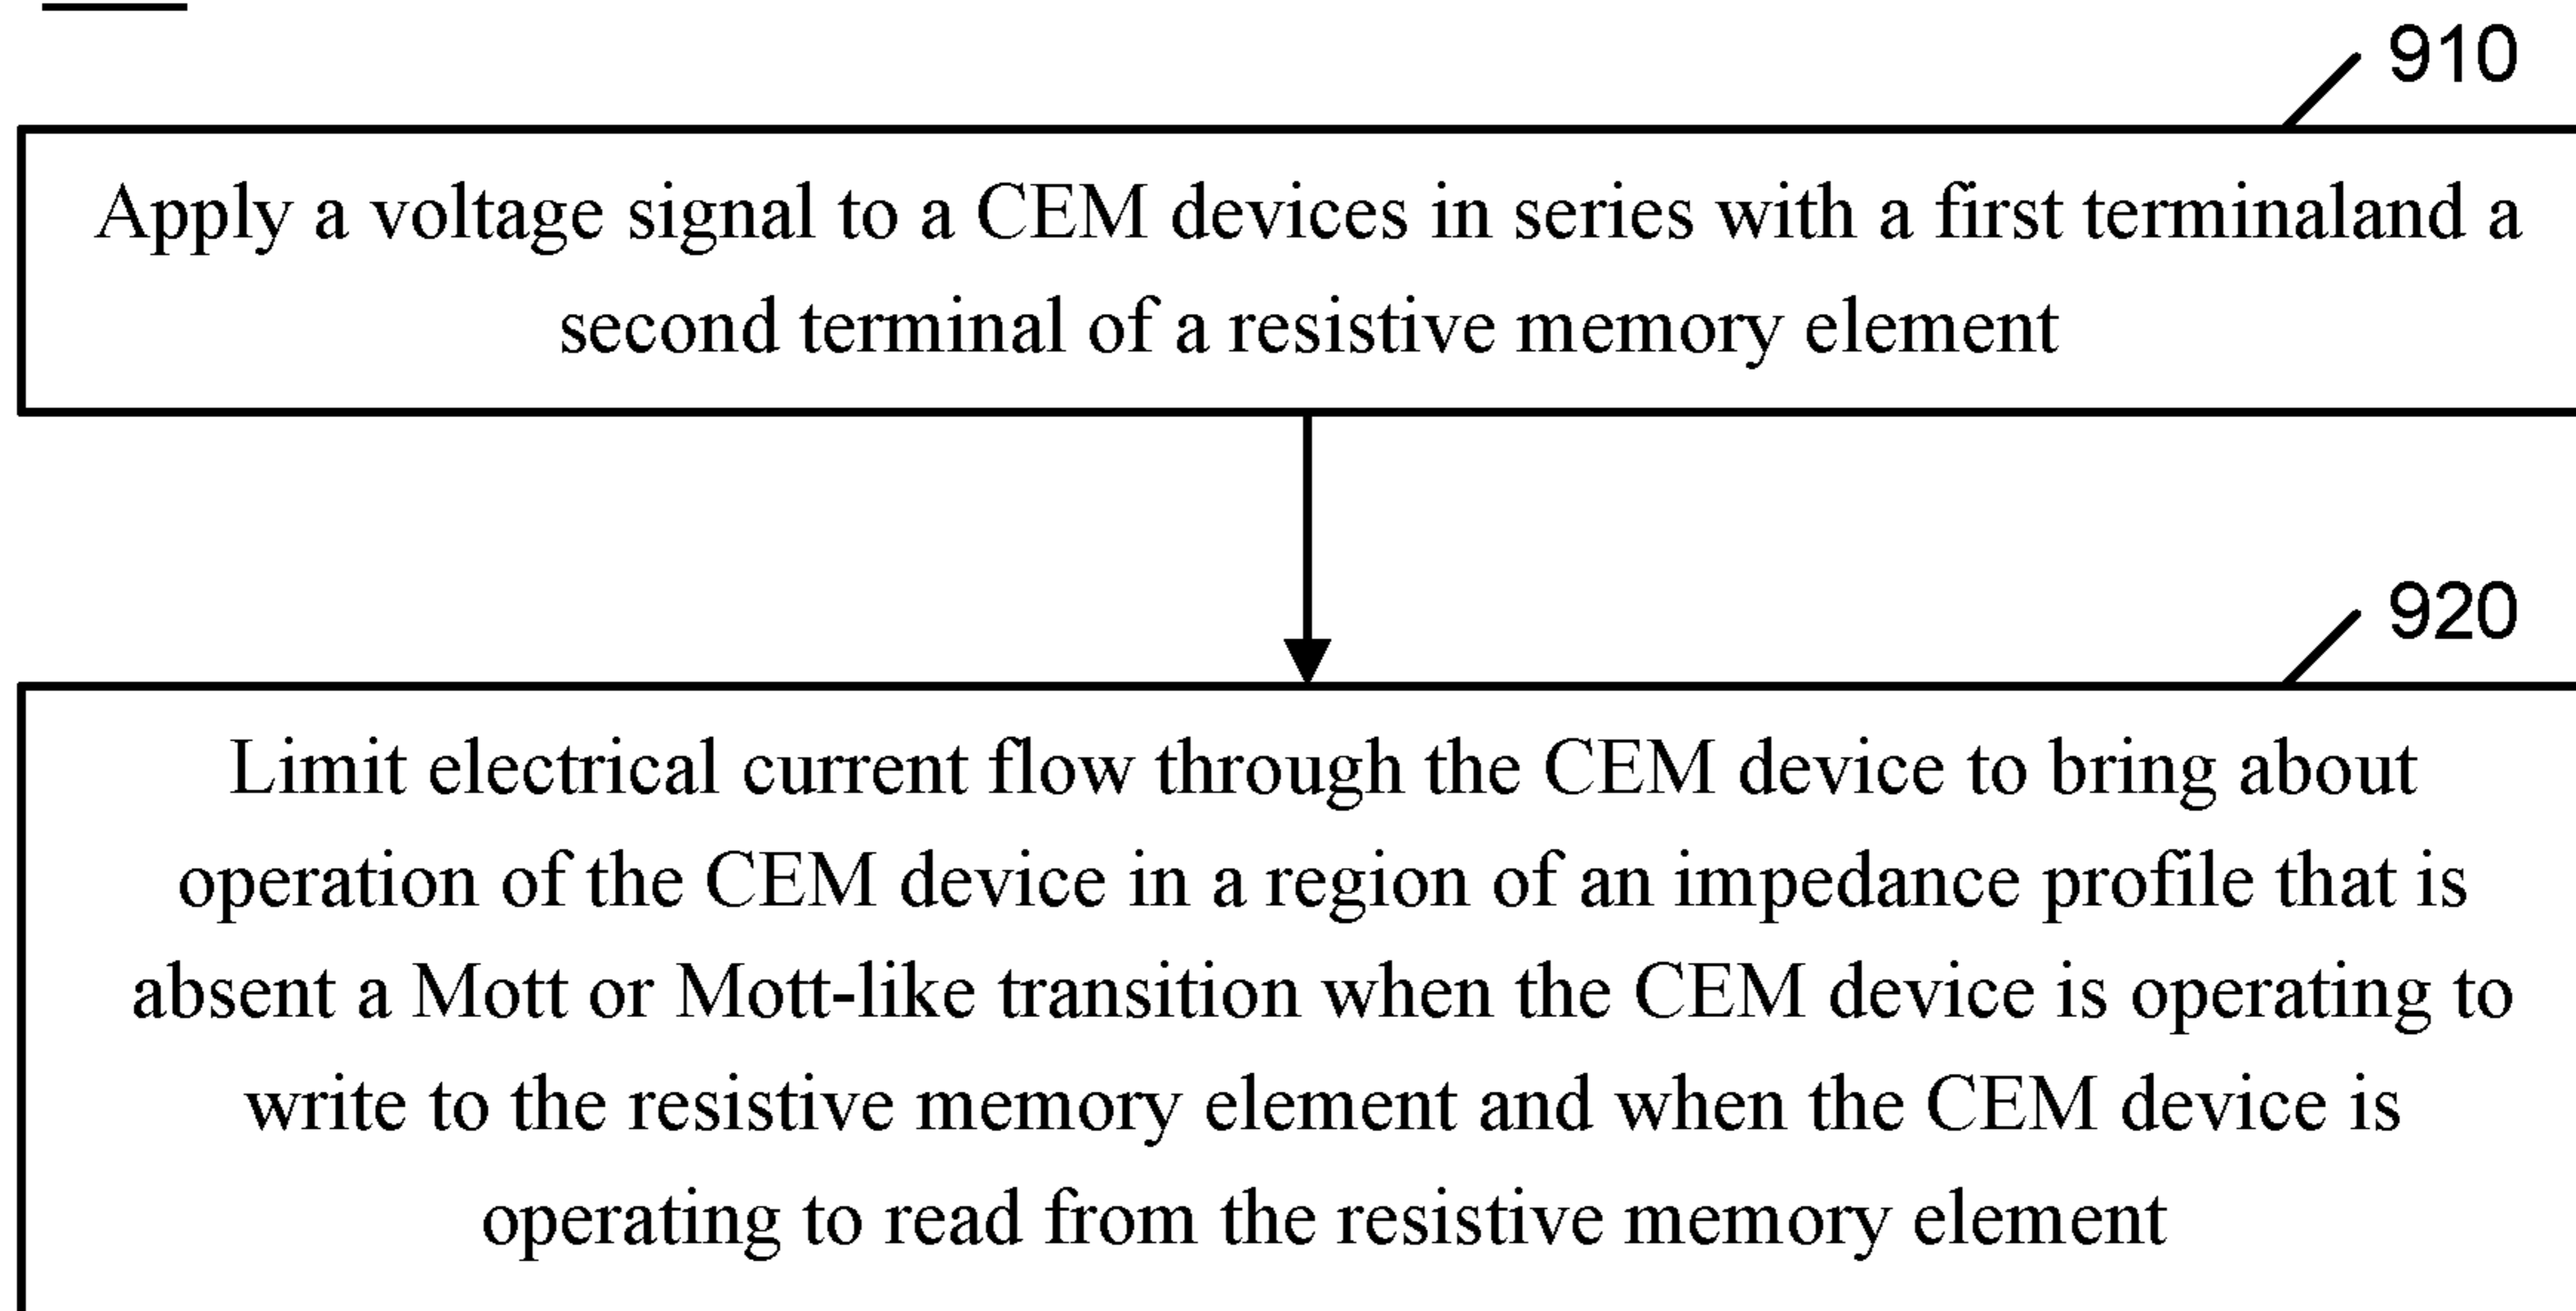 910
Apply a voltage signal to a CEM devices in series with a first terminaland a
second terminal of a resistive memory element
920
Limit electrical current flow through the CEM device to bring about
operation of the CEM device in a region of an impedance profile that is
absent a Mott or Mott-like transition when the CEM device is operating to
write to the resistive memory element and when the CEM device is
operating to read from the resistive memory element